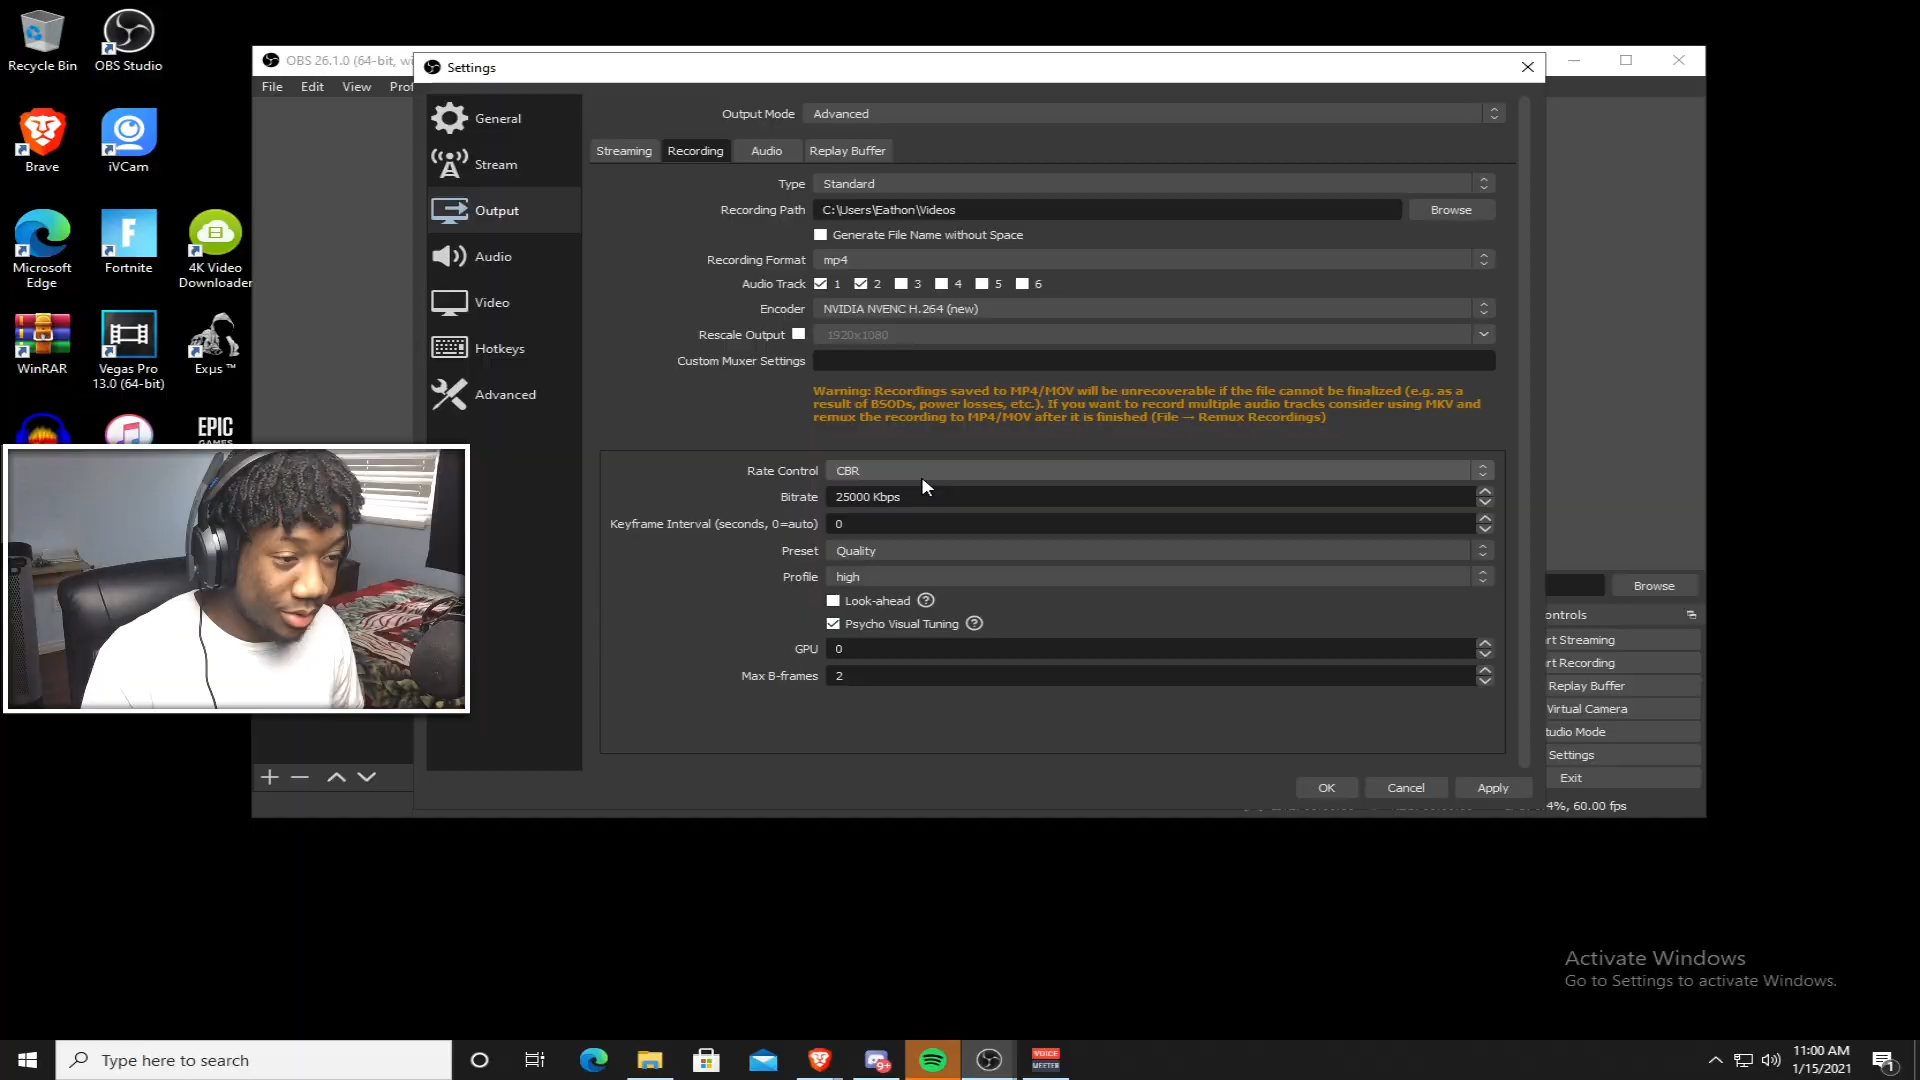 Recycle Bin
OBS Studio
Brave
iVCam
Microsoft
Edge
Fortnite
4K Video
Downloader
WinRAR
Vegas Pro
13.0 (64-bit)
Exµs ™
EPIC
GAMES
OBS 26.1.0 (64-bit, wi
File
Edit
View
Prof
Settings
General
Stream
Output
Audio
Video
Hotkeys
Advanced
Output Mode
Advanced
Streaming
Recording
Audio
Replay Buffer
Type
Standard
Recording Path
C:\Users\Eathon\Videos
Browse
Generate File Name without Space
Recording Format
mp4
Audio Track
1
2
3
4
5
6
Encoder
NVIDIA NVENC H.264 (new)
Rescale Output
1920x1080
Custom Muxer Settings
Warning: Recordings saved to MP4/MOV will be unrecoverable if the file cannot be finalized (e.g. as a
result of BSODs, power losses, etc.). If you want to record multiple audio tracks consider using MKV and
remux the recording to MP4/MOV after it is finished (File → Remux Recordings)
Rate Control
CBR
Bitrate
25000 Kbps
Keyframe Interval (seconds, 0=auto)
0
Preset
Quality
Profile
high
Look-ahead
Psycho Visual Tuning
GPU
0
Max B-frames
2
OK
Cancel
Apply
Browse
ontrols
rt Streaming
rt Recording
Replay Buffer
Virtual Camera
tudio Mode
Settings
Exit
4%, 60.00 fps
Activate Windows
Go to Settings to activate Windows.
Type here to search
9+
VOICE
MEETER
11:00 AM
1/15/2021
1